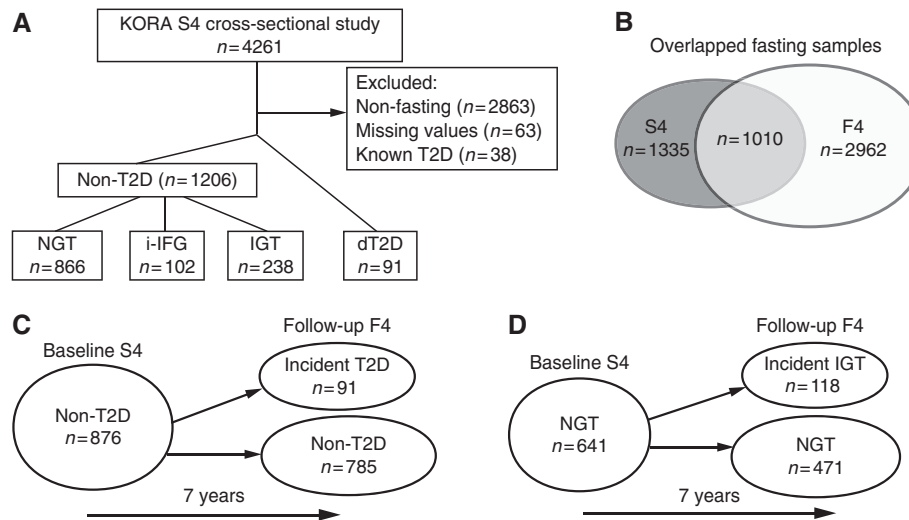 A
KORA S4 cross-sectional study
n=4261
Excluded:
Non-fasting (n=2863)
Missing values (n=63)
Known T2D (n=38)
Non-T2D (n=1206)
NGT
n=866
i-IFG
n=102
IGT
n=238
dT2D
n=91
B
Overlapped fasting samples
S4
n=1335
n=1010
F4
n=2962
C
Baseline S4
Non-T2D
n=876
Follow-up F4
Incident T2D
n=91
Non-T2D
n=785
7 years
D
Baseline S4
NGT
n=641
Follow-up F4
Incident IGT
n=118
NGT
n=471
7 years